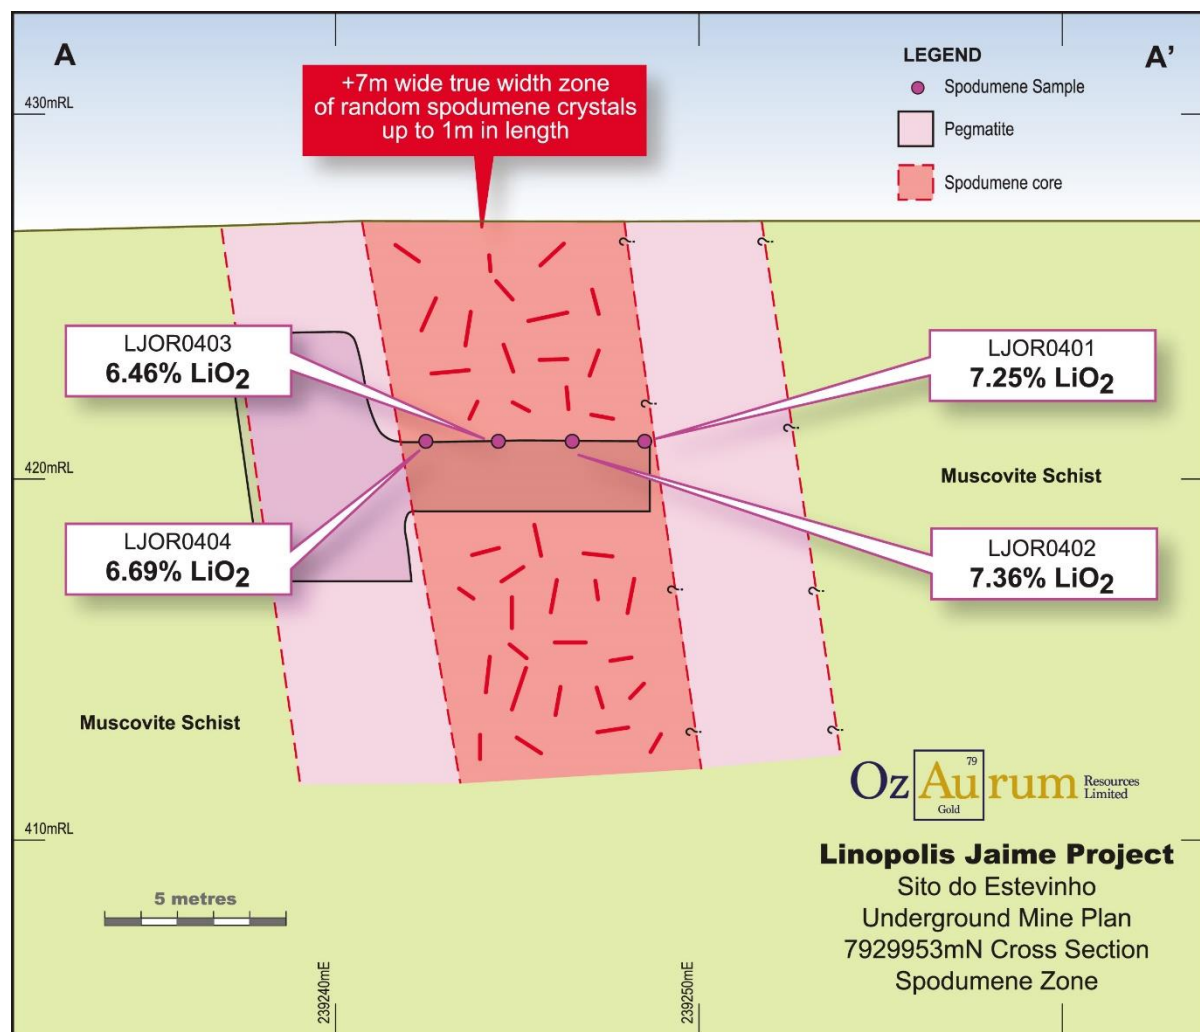 A
A'
LEGEND
Spodumene Sample
Pegmatite
Spodumene core
430mRL
+7m wide true width zone
of random spodumene crystals
up to 1m in length
?
?
LJOR0403
6.46% LiO2
LJOR0401
7.25% LiO2
?
?
420mRL
Muscovite Schist
LJOR0404
6.69% LiO2
LJOR0402
7.36% LiO2
?
?
Muscovite Schist
?
?
79
Oz Au rum Resources
Limited
Gold
410mRL
Linopolis Jaime Project
Sito do Estevinho
Underground Mine Plan
7929953mN Cross Section
Spodumene Zone
5 metres
239240mE
239250mE